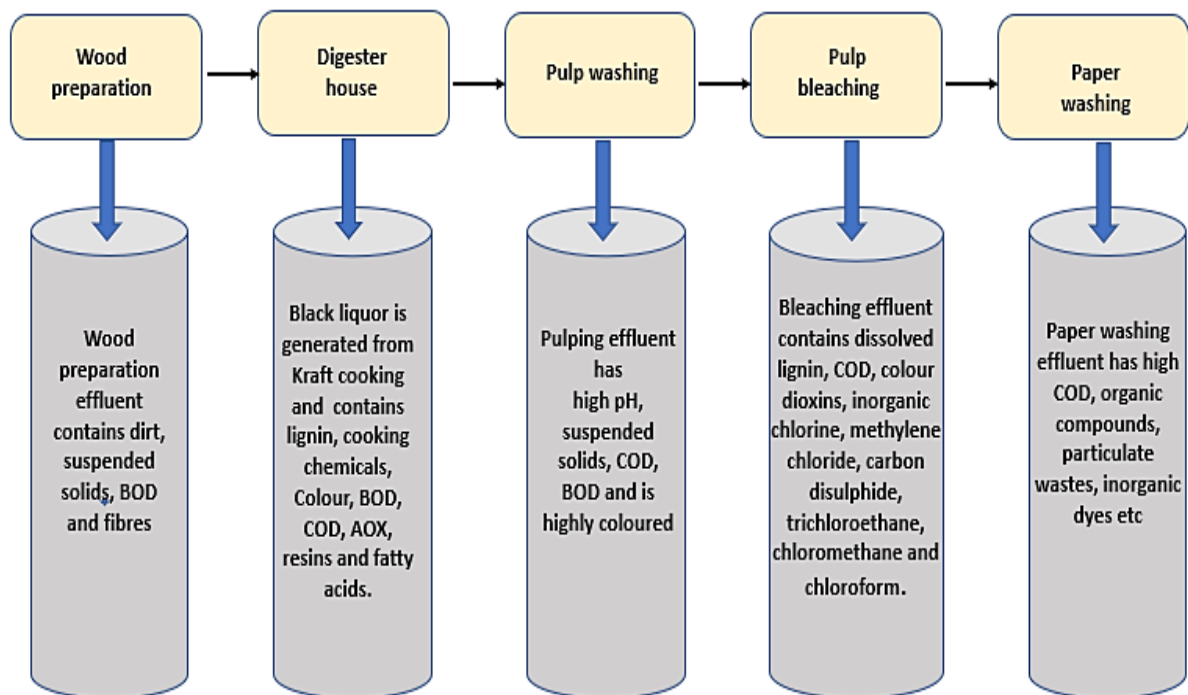 Wood
preparation
Digester
house
Pulp washing
Pulp
bleaching
Paper
washing
Wood
preparation
effluent
contains dirt,
suspended
solids, BOD
and fibres
Black liquor is
generated from
Kraft cooking
and contains
lignin, cooking
chemicals,
Colour, BOD,
COD, AOX,
resins and fatty
acids.
Pulping effluent
has
high pH,
suspended
solids, COD,
BOD and is
highly coloured
Bleaching effluent
contains dissolved
lignin, COD, colour
dioxins, inorganic
chlorine, methylene
chloride, carbon
disulphide,
trichloroethane,
chloromethane and
chloroform.
Paper washing
effluent has high
COD, organic
compounds,
particulate
wastes, inorganic
dyes etc